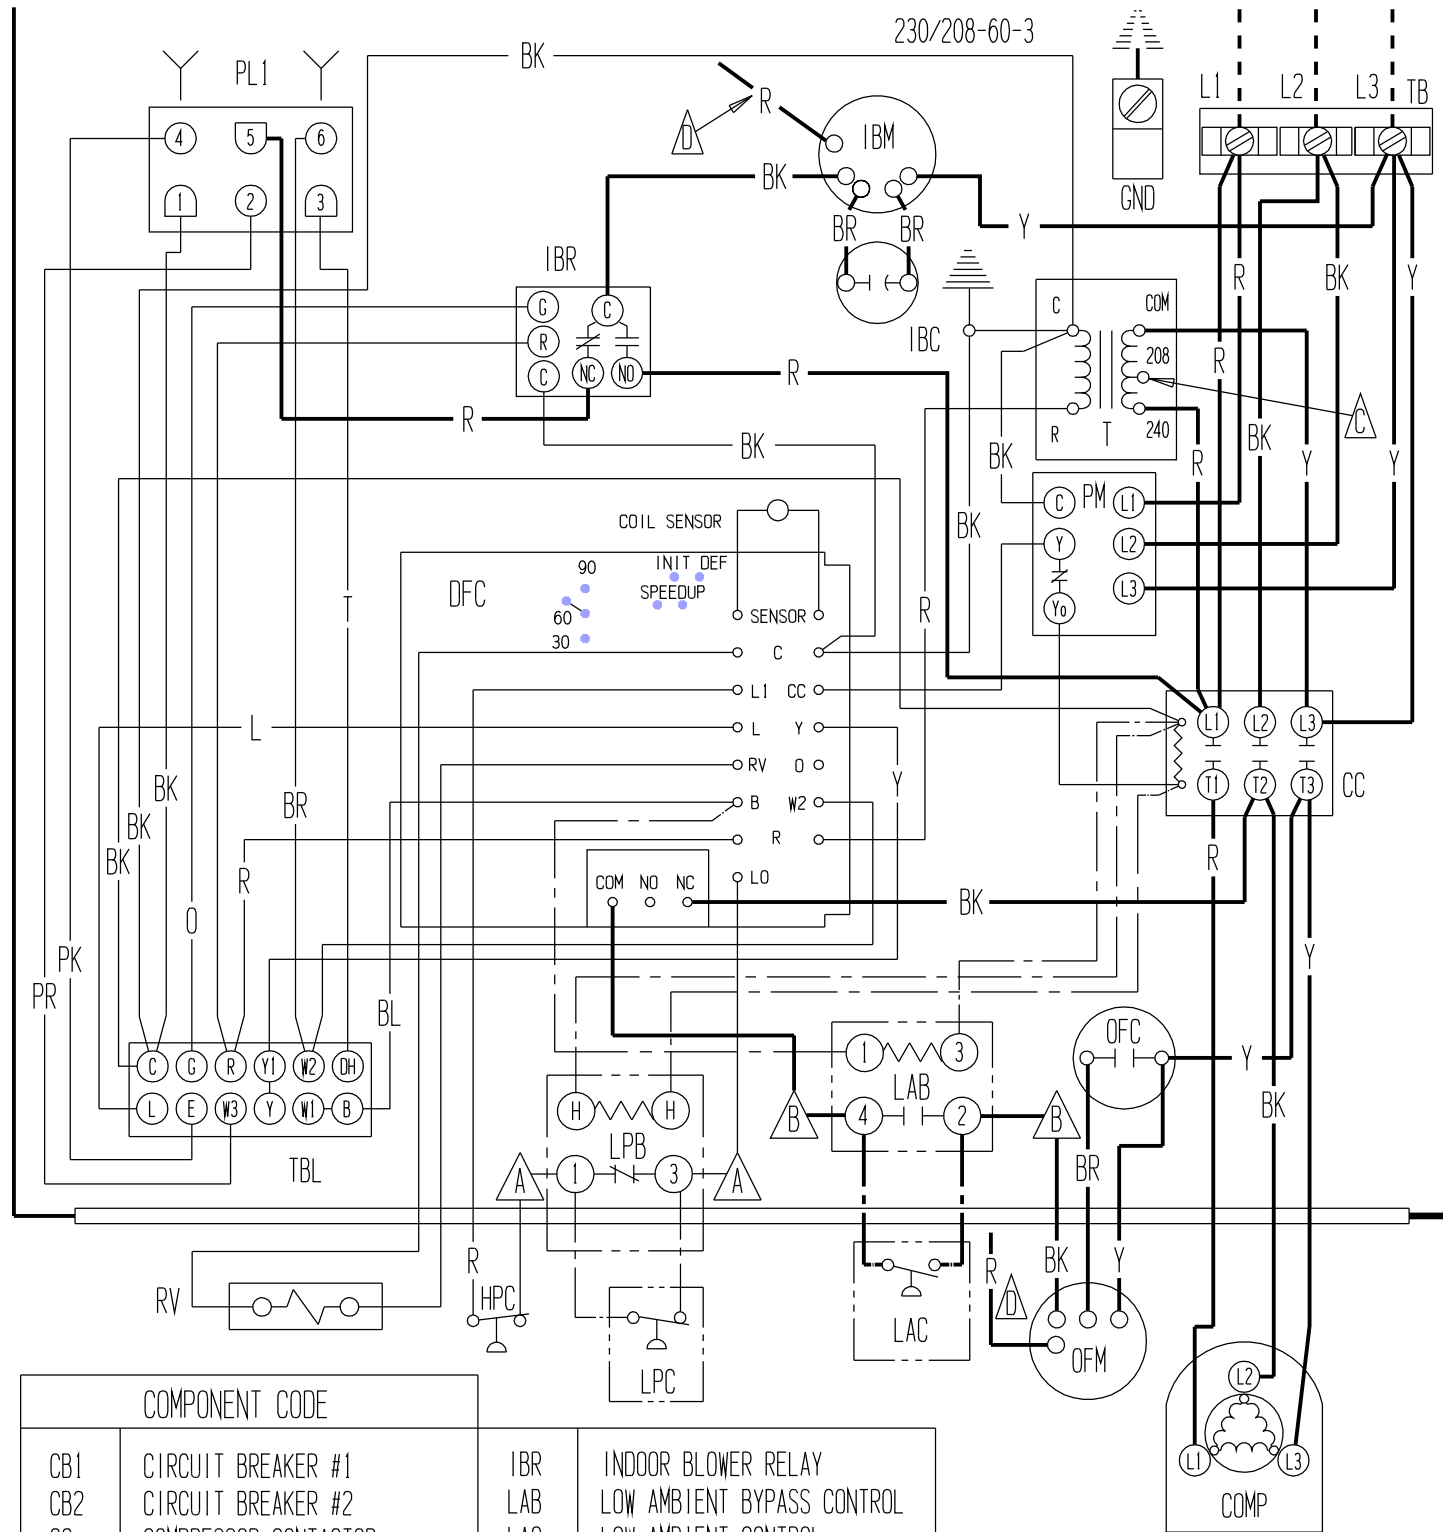 230/208-60-3
BK
PL1
L1 L2 L3 TB
R
D
IBM
4 5 6
BK
1 2 3
GND
BR BR
Y
IBR
R BK Y
G C
R
C NC NO
IBC
C COM
208
R
R
C
240
R T
R
BK
BK
BK
R Y Y
C PM L1
Y L2
L3
Yo
BK
COIL SENSOR
90
INIT DEF
SPEEDUP
DFC
60
30
T
R
SENSOR
C
L1 CC
L Y
RV O
B W2
R
LO
L
Y
L1 L2 L3
T1 T2 T3
CC
BK
BK
BK
BR
R
O
PK
PR
BL
COM NO NC
BK
R
Y
C G R Y1 W2 DH
L E W3 Y W1 B
TBL
OFC
Y
1 3
LAB
4 2
B B
BK
H H
LPB
1 3
A A
BR
RV
R
HPC
LPC
LAC
R
D
BK Y
OFM
L2
L1 L3
COMP
COMPONENT CODE
CB1 CIRCUIT BREAKER #1 IBR INDOOR BLOWER RELAY
CB2 CIRCUIT BREAKER #2 LAB LOW AMBIENT BYPASS CONTROL